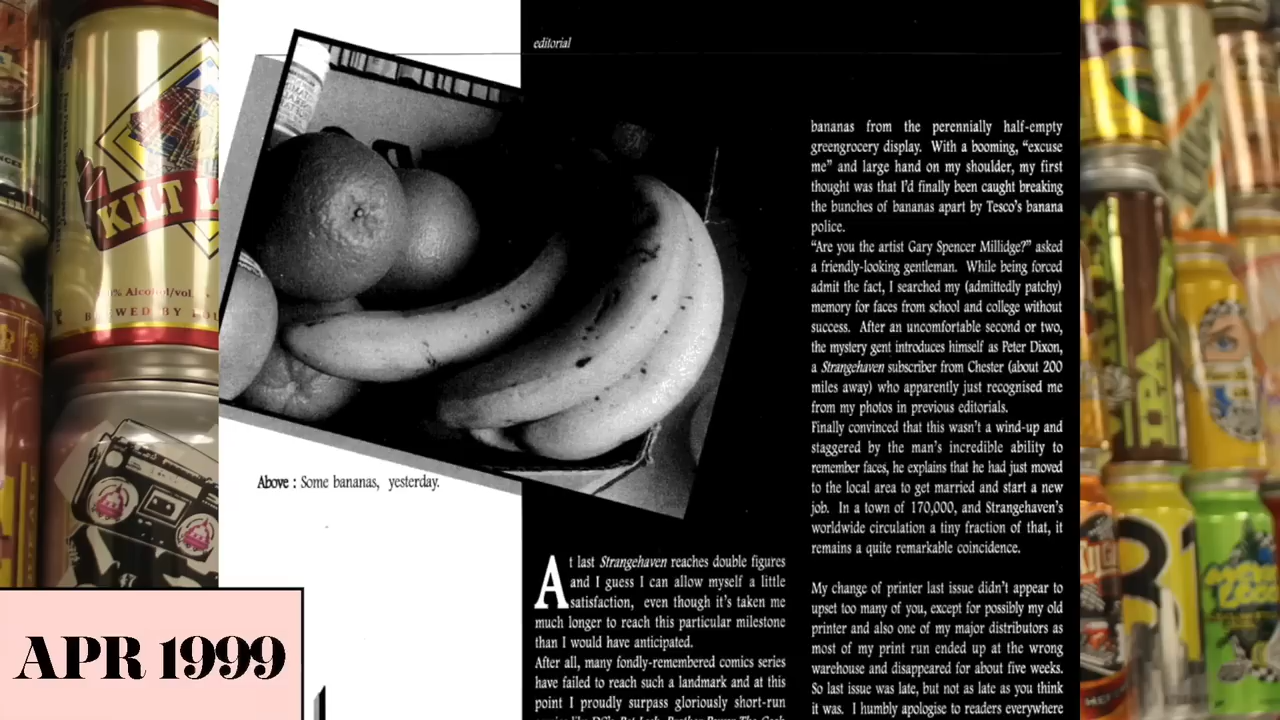 editorial
Above : Some bananas, yesterday.
At last Strangehaven reaches double figures
and I guess I can allow myself a little
satisfaction, even though it's taken me
much longer to reach this particular milestone
than I would have anticipated.
After all, many fondly-remembered comics series
have failed to reach such a landmark and at this
point I proudly surpass gloriously short-run
bananas from the perennially half-empty
greengrocery display. With a booming, “excuse
me” and large hand on my shoulder, my first
thought was that I'd finally been caught breaking
the bunches of bananas apart by Tesco's banana
police.
“Are you the artist Gary Spencer Millidge?” asked
a friendly-looking gentleman. While being forced
admit the fact, I searched my (admittedly patchy)
memory for faces from school and college without
success. After an uncomfortable second or two,
the mystery gent introduces himself as Peter Dixon,
a Strangehaven subscriber from Chester (about 200
miles away) who apparently just recognised me
from my photos in previous editorials.
Finally convinced that this wasn't a wind-up and
staggered by the man's incredible ability to
remember faces, he explains that he had just moved
to the local area to get married and start a new
job. In a town of 170,000, and Strangehaven's
worldwide circulation a tiny fraction of that, it
remains a quite remarkable coincidence.
My change of printer last issue didn't appear to
upset too many of you, except for possibly my old
printer and also one of my major distributors as
most of my print run ended up at the wrong
warehouse and disappeared for about five weeks.
So last issue was late, but not as late as you think
it was. I humbly apologise to readers everywhere
KILT L
% Alcohol/vol.
BREWED BY
IPA
APR 1999